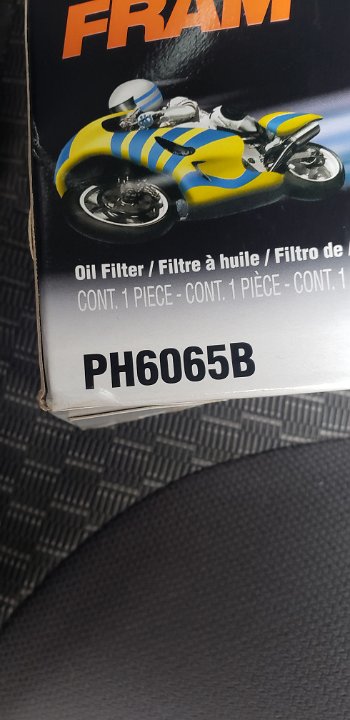 FRAM
Oil Filter / Filtre à huile / Filtro de
CONT. 1 PIECE - CONT. 1 PIÈCE - CONT. 1
PH6065B